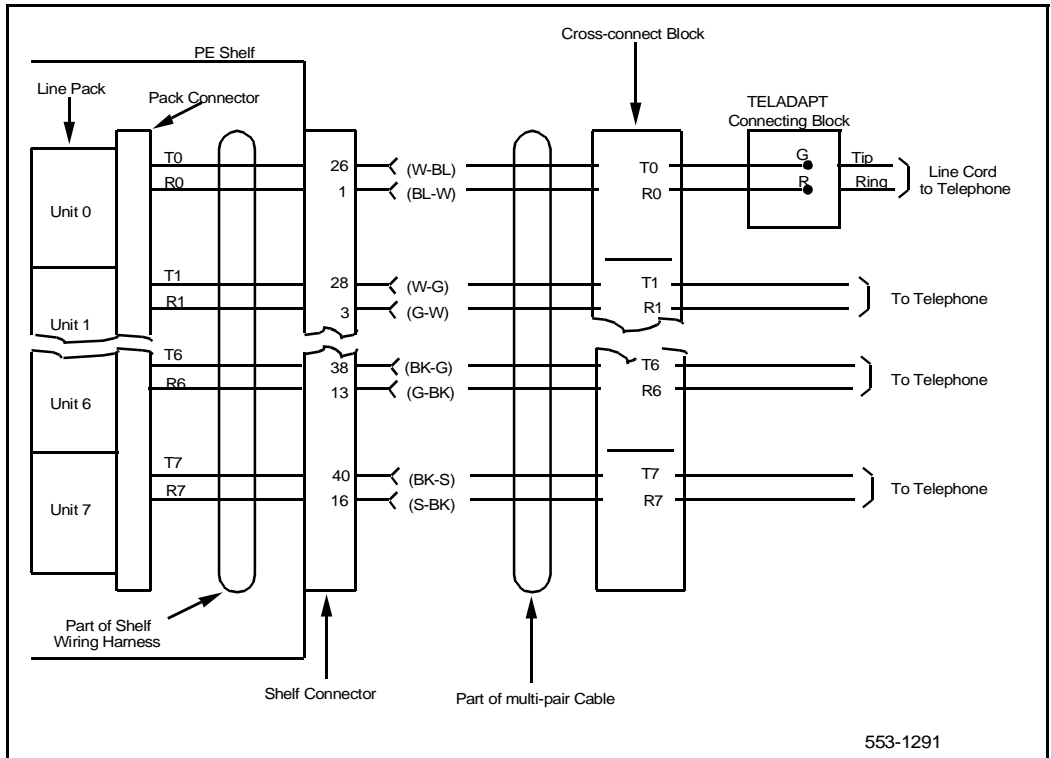 Cross-connect Block
PE Shelf
Line Pack
Pack Connector
TELADAPT
Connecting Block
T0 26 (W-BL) T0 G Tip
R0 1 (BL-W) R0 R Ring
Line Cord
to Telephone
Unit 0
T1 28 (W-G) T1
R1 3 (G-W) R1
To Telephone
Unit 1
T6 38 (BK-G) T6
R6 13 (G-BK) R6
To Telephone
Unit 6
T7 40 (BK-S) T7
R7 16 (S-BK) R7
To Telephone
Unit 7
Part of Shelf
Wiring Harness
Shelf Connector
Part of multi-pair Cable
553-1291